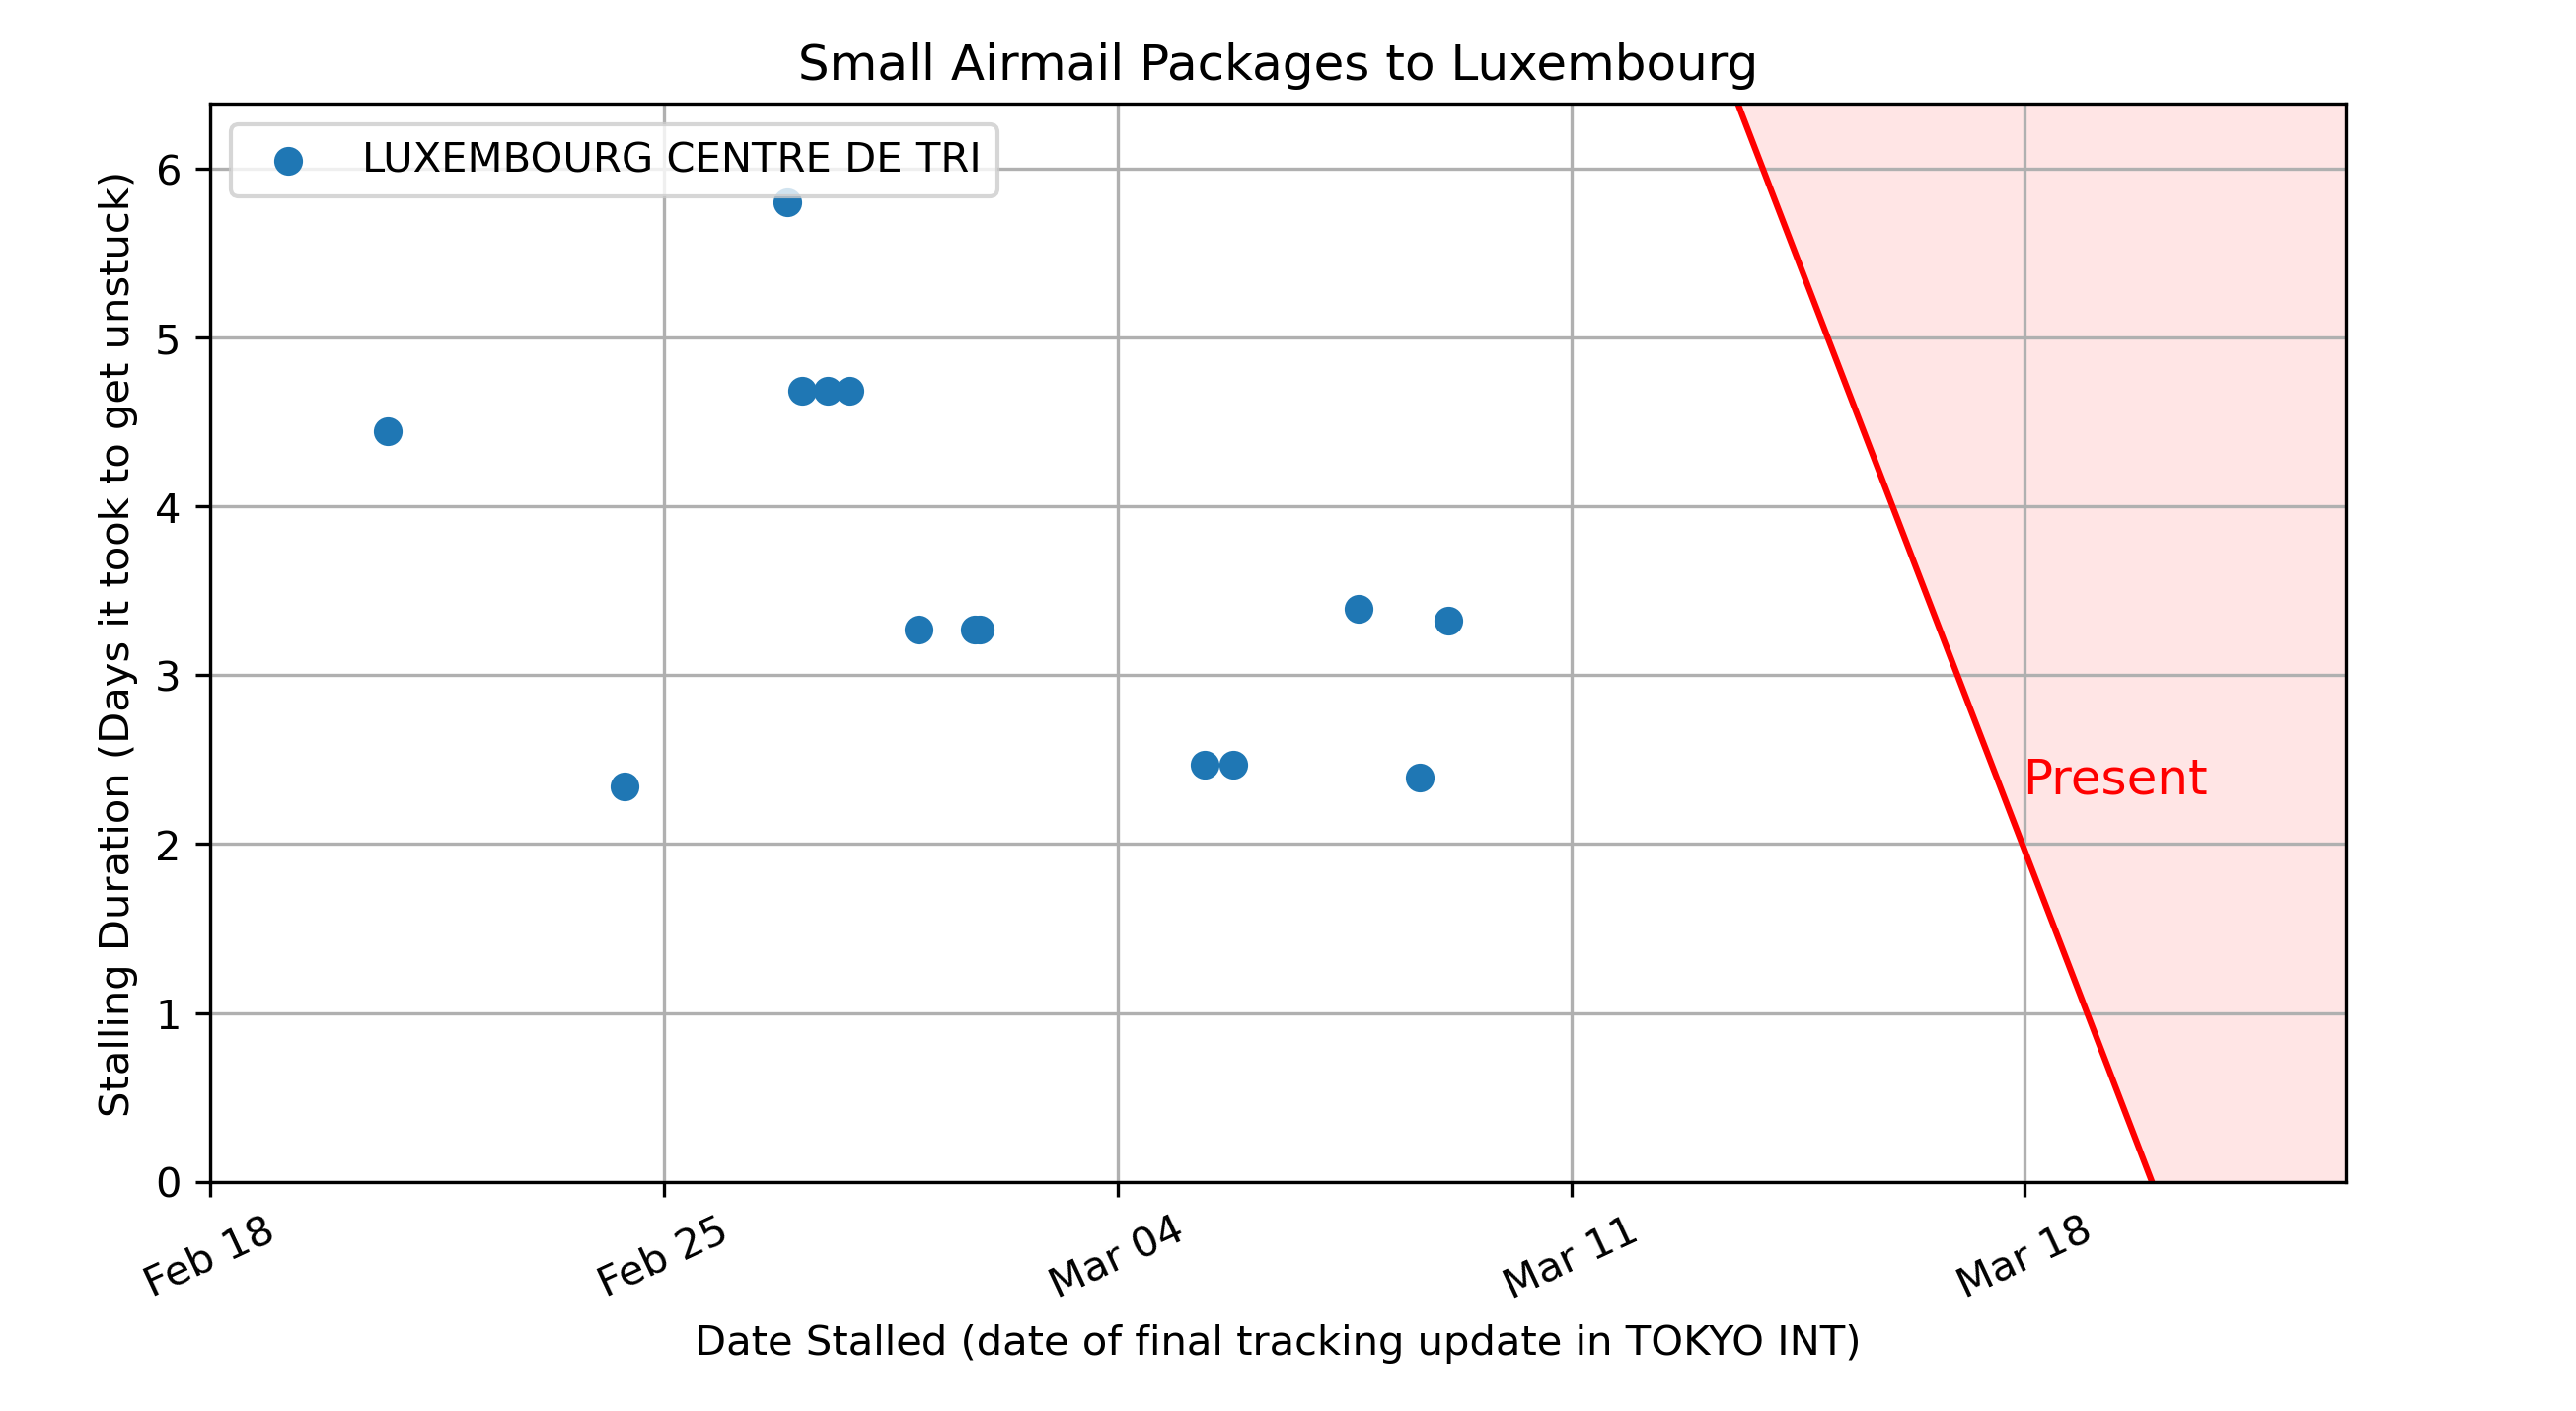 Small Airmail Packages to Luxembourg
LUXEMBOURG CENTRE DE TRI
Stalling Duration (Days it took to get unstuck)
6
5
4
3
2
1
0
Present
Feb 18
Feb 25
Mar 04
Mar 11
Mar 18
Date Stalled (date of final tracking update in TOKYO INT)